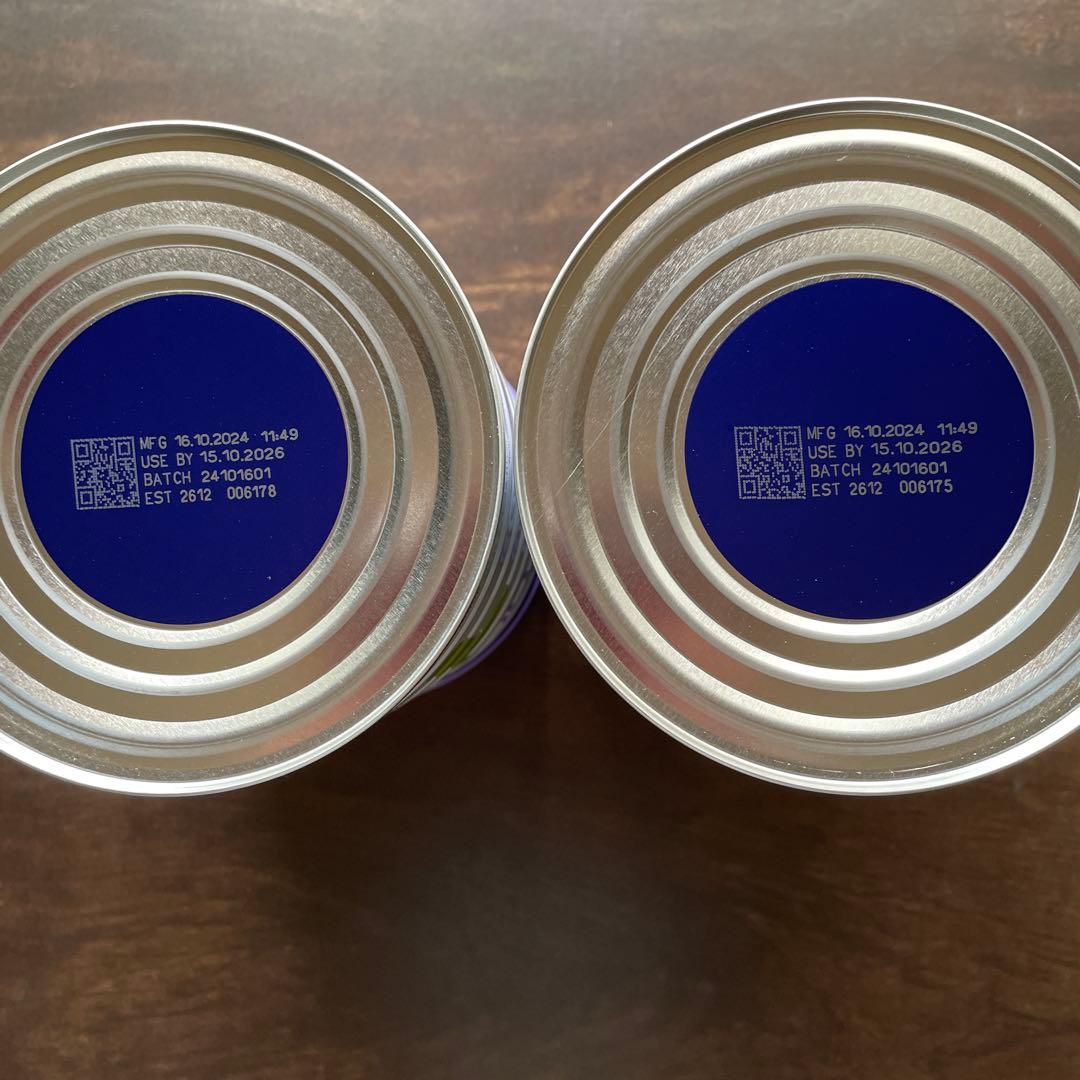 MFG 16.10.2024 11:49
USE BY 15.10.2026
BATCH 24101601
EST 2612 006178
MFG 16.10.2024 11:49
USE BY 15.10.2026
BATCH 24101601
EST 2612 006175